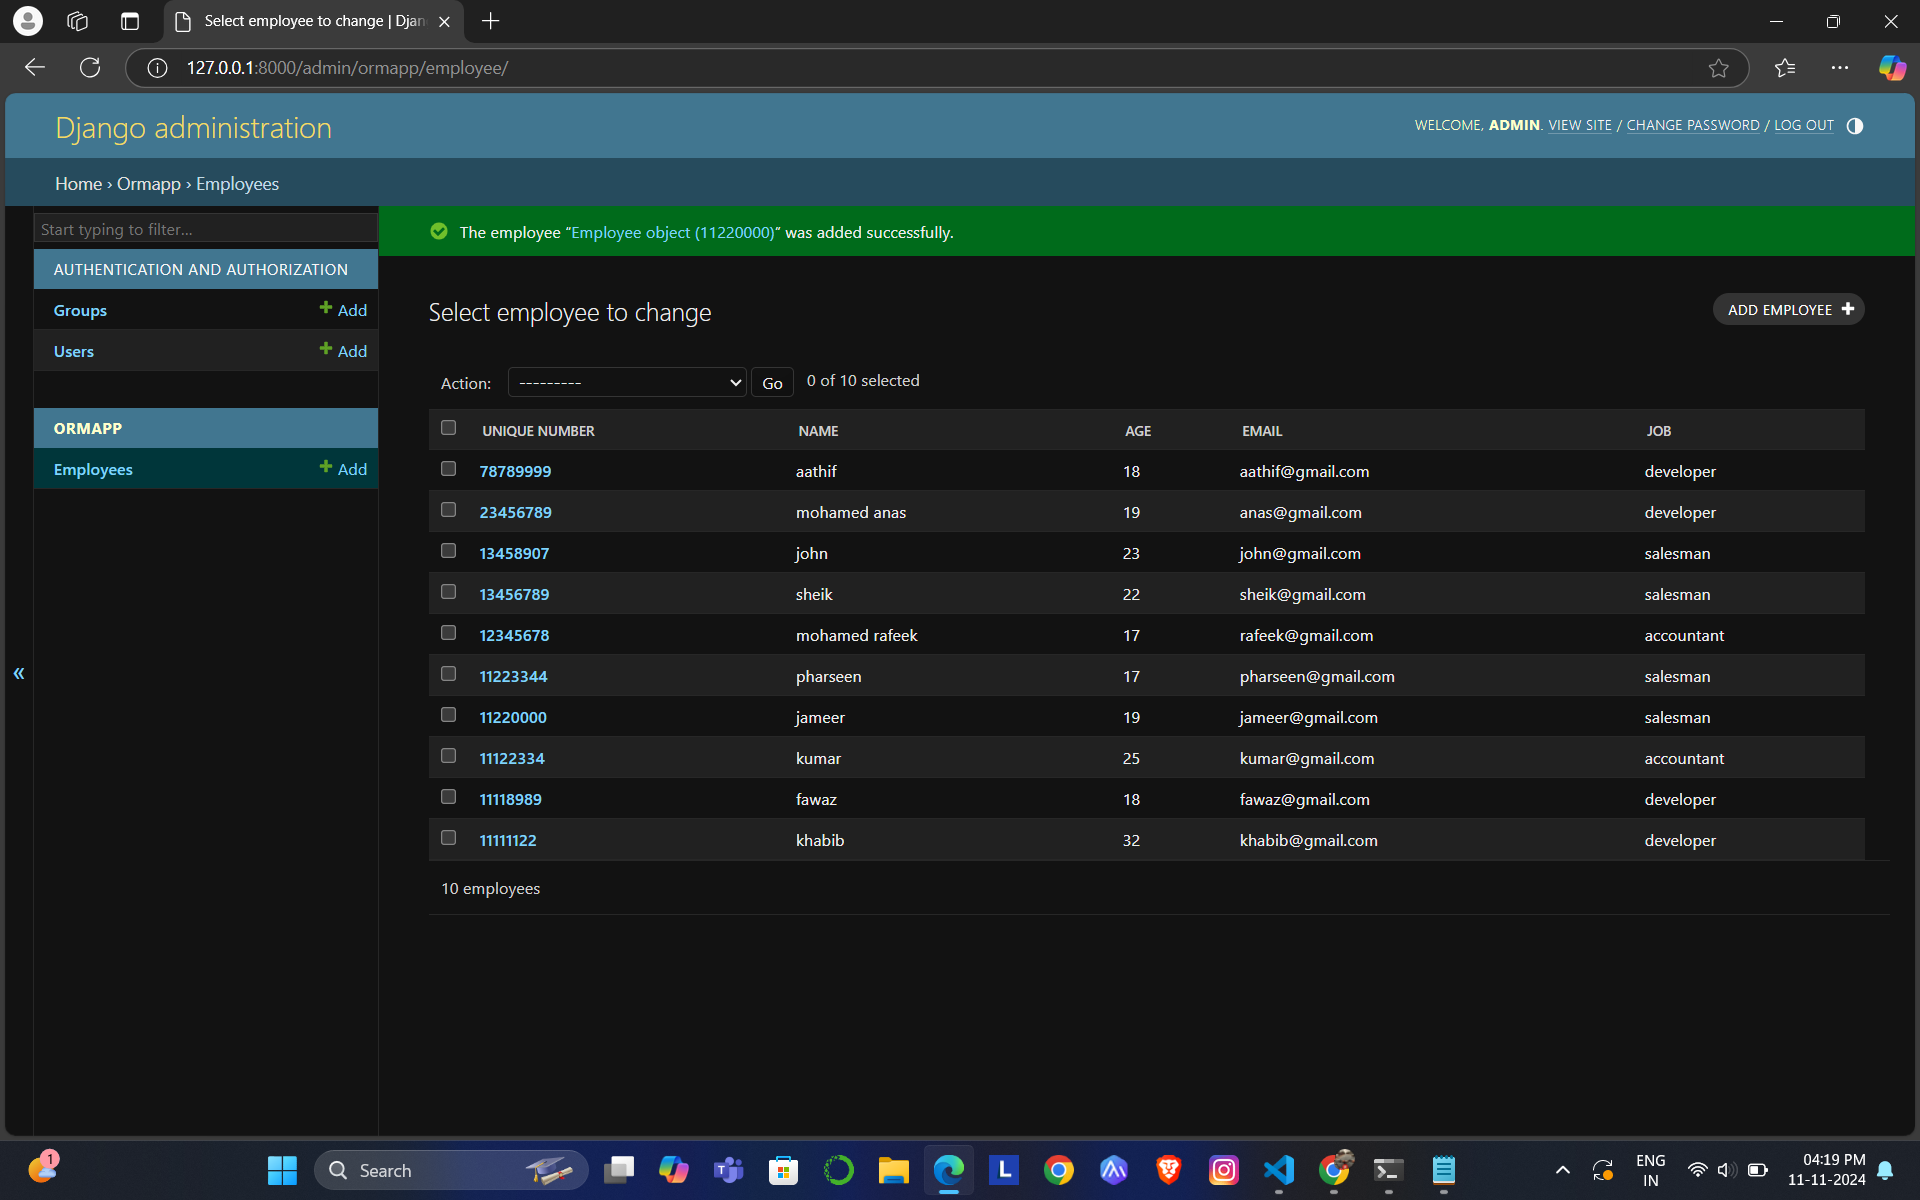 Select employee to change | Djan
127.0.0.1:8000/admin/ormapp/employee/
Django administration
WELCOME, ADMIN. VIEW SITE / CHANGE PASSWORD / LOG OUT
Home › Ormapp › Employees
Start typing to filter...
AUTHENTICATION AND AUTHORIZATION
Groups + Add
Users + Add
ORMAPP
Employees + Add
«
The employee “Employee object (11220000)” was added successfully.
Select employee to change
ADD EMPLOYEE +
Action: --------- Go 0 of 10 selected
UNIQUE NUMBER NAME AGE EMAIL JOB
78789999 aathif 18 aathif@gmail.com developer
23456789 mohamed anas 19 anas@gmail.com developer
13458907 john 23 john@gmail.com salesman
13456789 sheik 22 sheik@gmail.com salesman
12345678 mohamed rafeek 17 rafeek@gmail.com accountant
11223344 pharseen 17 pharseen@gmail.com salesman
11220000 jameer 19 jameer@gmail.com salesman
11122334 kumar 25 kumar@gmail.com accountant
11118989 fawaz 18 fawaz@gmail.com developer
11111122 khabib 32 khabib@gmail.com developer
10 employees
1
Search
L
ENG
IN
04:19 PM
11-11-2024